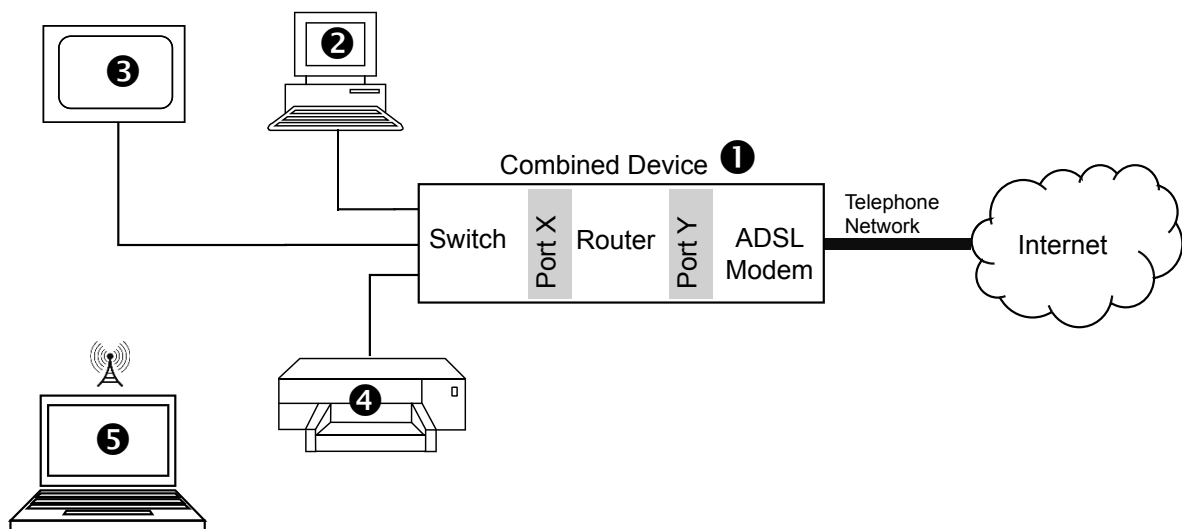 ❸
❷
Combined Device ❶
Switch
Port X
Router
Port Y
ADSL
Modem
Telephone
Network
Internet
❹
❺